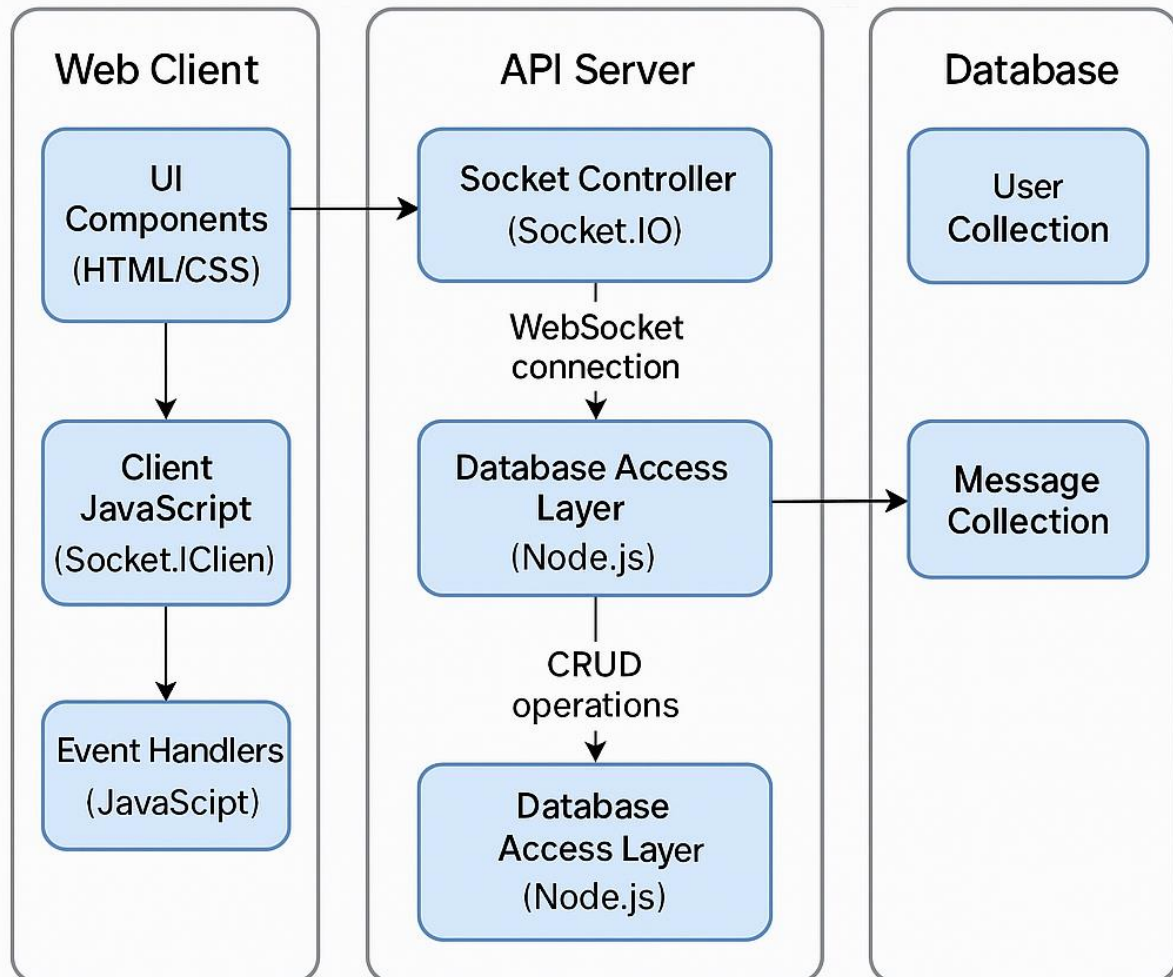 Web Client
UI
Components
(HTML/CSS)
Client
JavaScript
(Socket.IClien)
Event Handlers
(JavaScipt)
API Server
Socket Controller
(Socket.IO)
WebSocket
connection
Database Access
Layer
(Node.js)
CRUD
operations
Database
Access Layer
(Node.js)
Database
User
Collection
Message
Collection